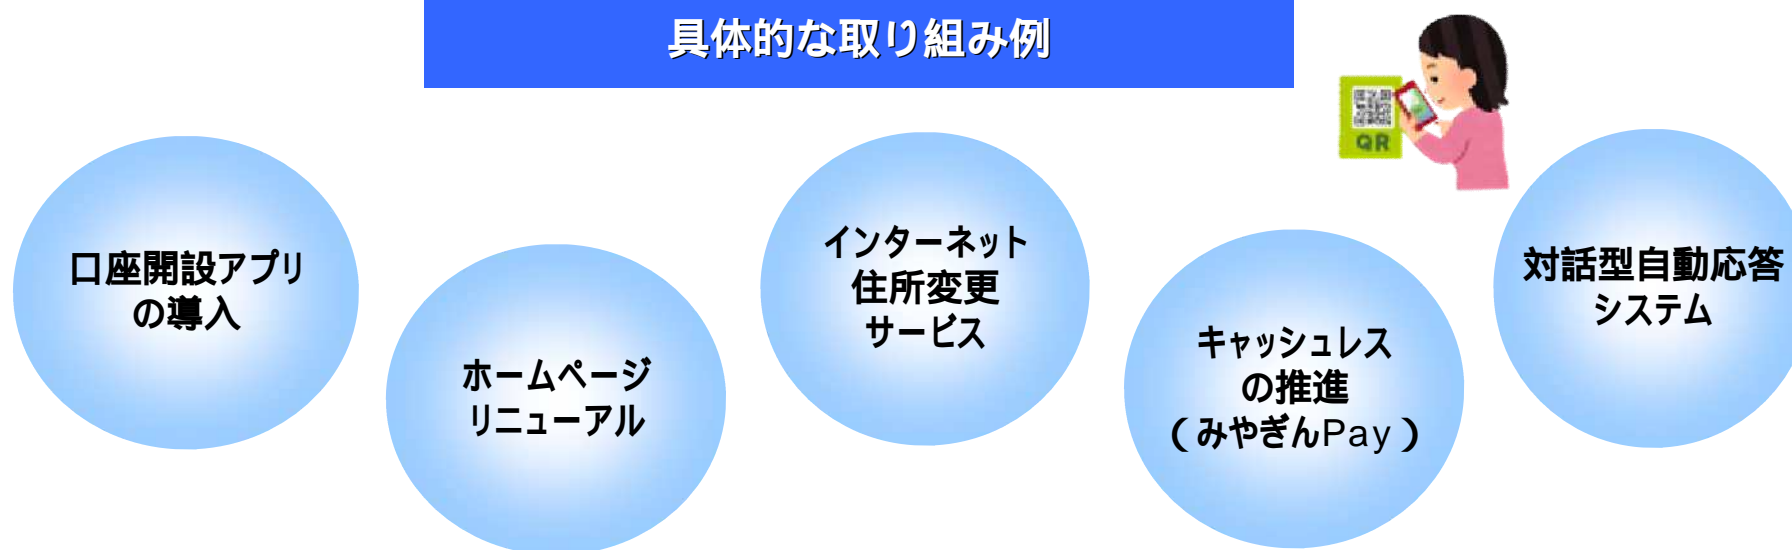 具体的な取り組み例
QR
口座開設アプリ
の導入
ホームページ
リニューアル
インターネット
住所変更
サービス
キャッシュレス
の推進
(みやぎんPay)
対話型自動応答
システム